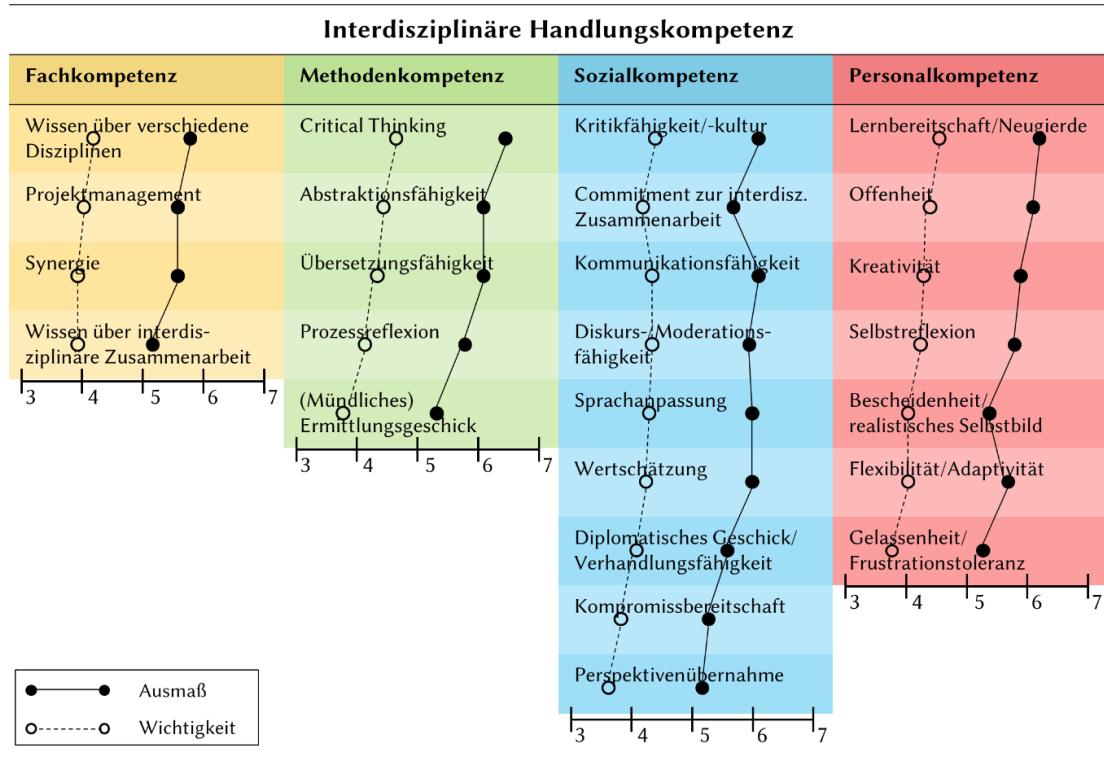 Interdisziplinäre Handlungskompetenz
Fachkompetenz
Wissen über verschiedene
Disziplinen
Projektmanagement
Synergie
Wissen über interdis-
ziplinäre Zusammenarbeit
3 4 5 6 7
Methodenkompetenz
Critical Thinking
Abstraktionsfähigkeit
Übersetzungsfähigkeit
Prozessreflexion
(Mündliches)
Ermittlungsgeschick
3 4 5 6 7
Sozialkompetenz
Kritikfähigkeit/-kultur
Commitment zur interdisz.
Zusammenarbeit
Kommunikationsfähigkeit
Diskurs-/Moderations-
fähigkeit
Sprachanpassung
Wertschätzung
Diplomatisches Geschick/
Verhandlungsfähigkeit
Kompromissbereitschaft
Perspektivenübernahme
3 4 5 6 7
Personalkompetenz
Lernbereitschaft/Neugierde
Offenheit
Kreativität
Selbstreflexion
Bescheidenheit/
realistisches Selbstbild
Flexibilität/Adaptivität
Gelassenheit/
Frustrationstoleranz
3 4 5 6 7
Ausmaß
Wichtigkeit